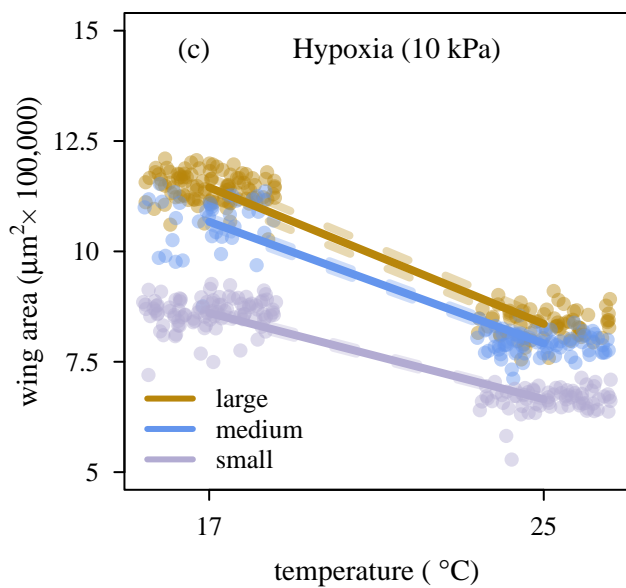 (c) Hypoxia (10 kPa)
15
12.5
10
7.5
5
wing area (μm²× 100,000)
large
medium
small
17 25
temperature ( °C)